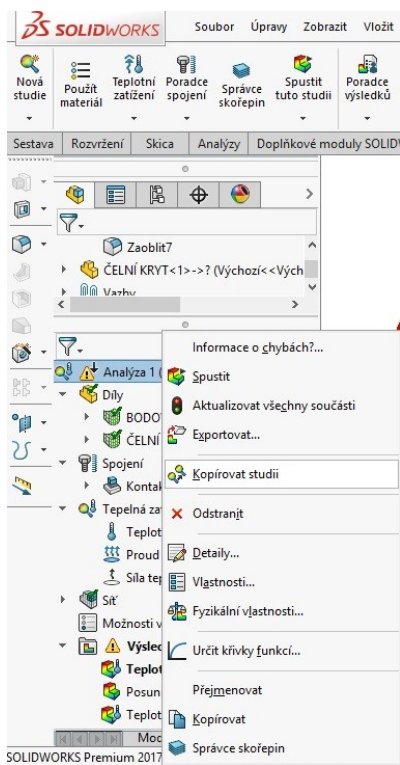 SOLIDWORKS
Soubor Úpravy Zobrazit Vložit
Nová studie
Použít materiál
Teplotní zatížení
Poradce spojení
Správce skořepin
Spustit tuto studii
Poradce výsledků
Sestava Rozvržení Skica Analýzy Doplňkové moduly SOLIDW
Zaoblit7
ČELNÍ KRYT<1>->? (Výchozí<<Vých
Vazby
Analýza 1 (
Díly
BODO
ČELNÍ
Spojení
Kontak
Tepelná za
Teplot
Proud
Síla tep
Síť
Možnosti v
Výsled
Teplot
Posun
Teplot
Informace o chybách?...
Spustit
Aktualizovat všechny součásti
Exportovat...
Kopírovat studii
Odstranit
Detaily...
Vlastnosti...
Fyzikální vlastnosti...
Určit křivky funkcí...
Přejmenovat
Kopírovat
Správce skořepin
Moc
SOLIDWORKS Premium 2017